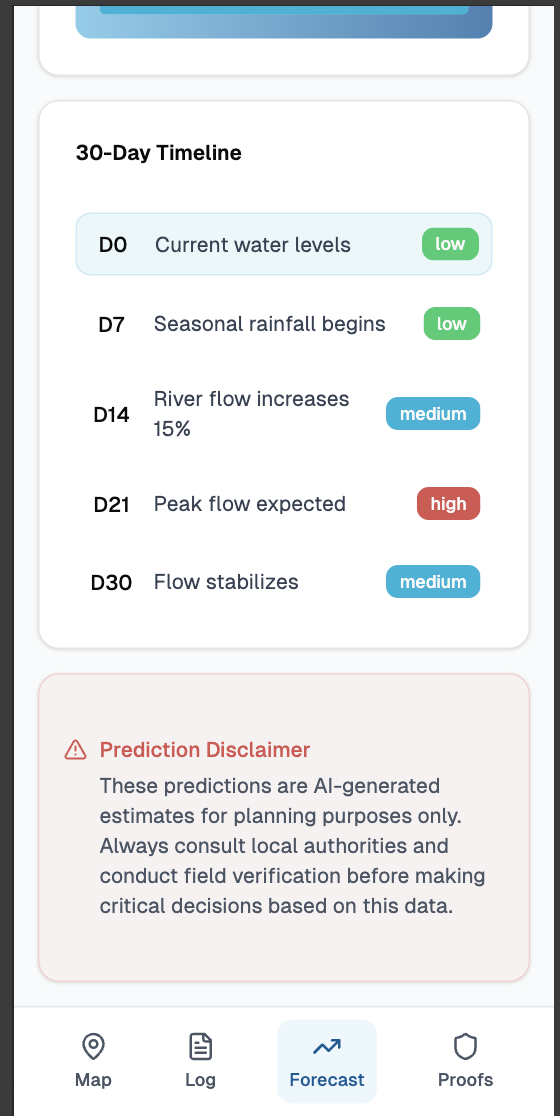 30-Day Timeline
D0 Current water levels low
D7 Seasonal rainfall begins low
D14 River flow increases 15% medium
D21 Peak flow expected high
D30 Flow stabilizes medium
Prediction Disclaimer
These predictions are AI-generated
estimates for planning purposes only.
Always consult local authorities and
conduct field verification before making
critical decisions based on this data.
Map Log Forecast Proofs